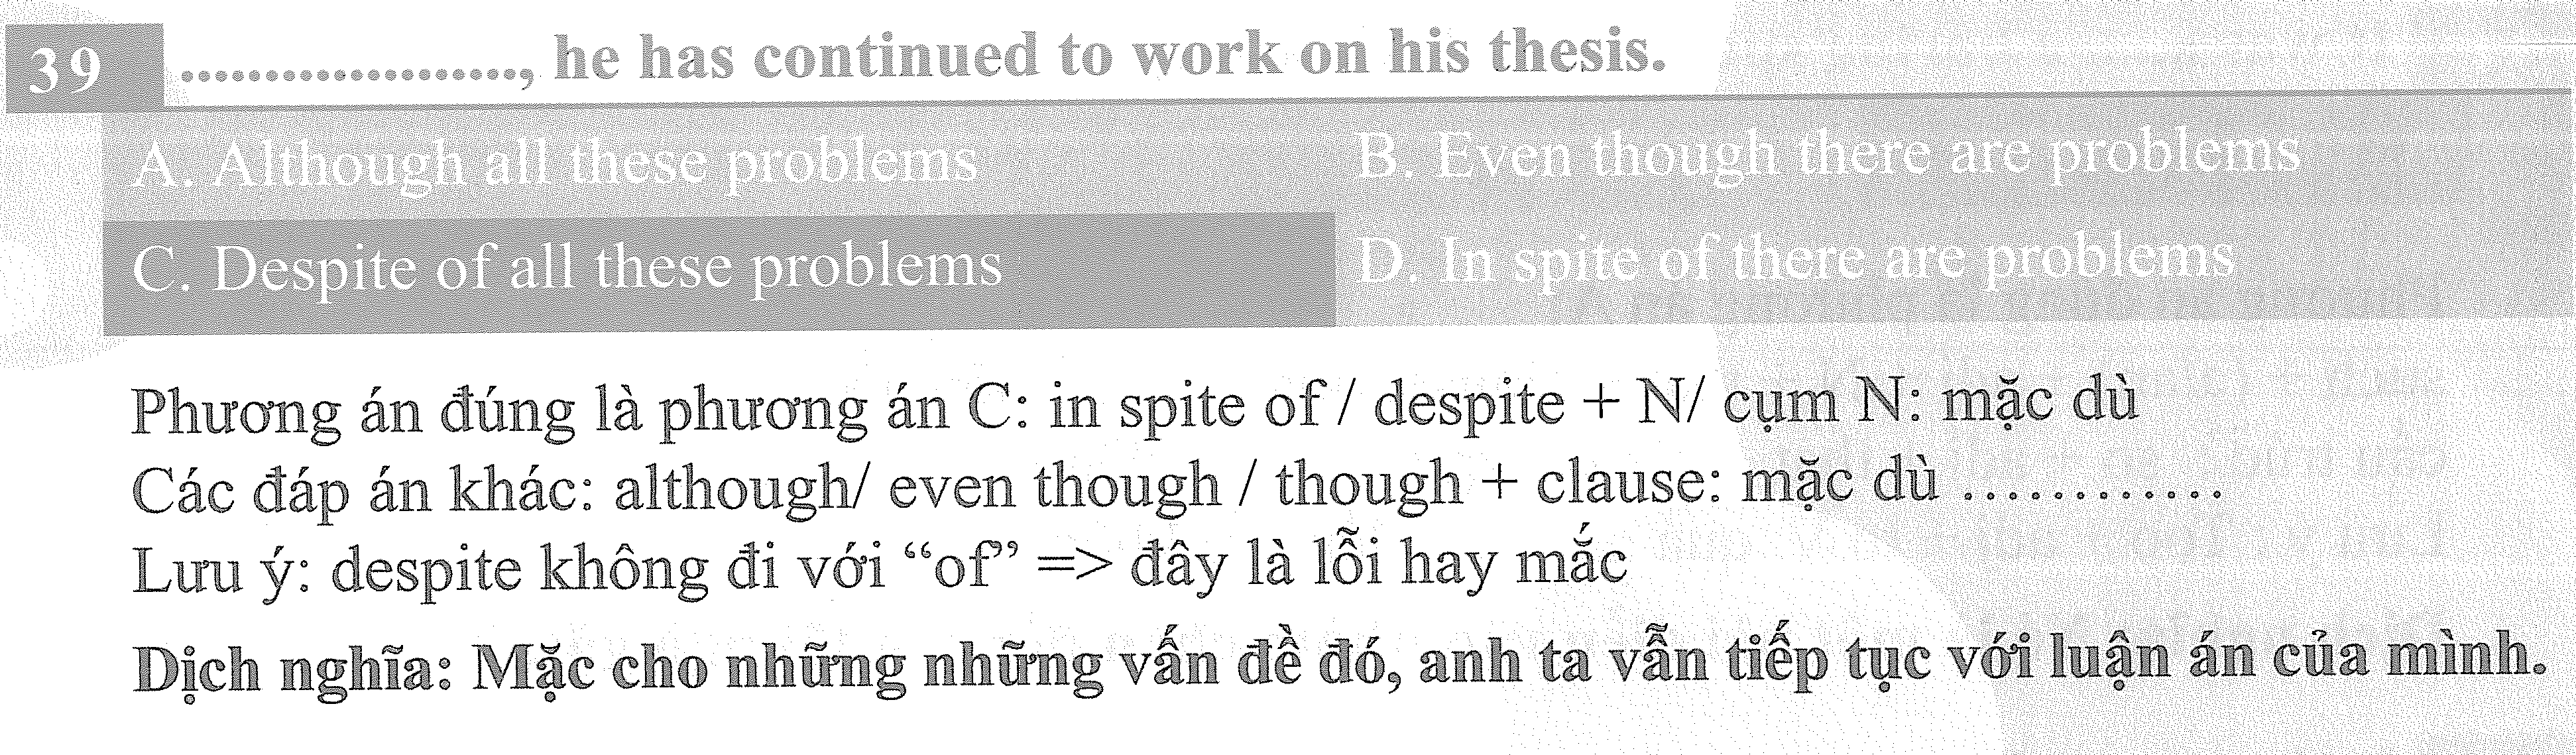 39 ..................., he has continued to work on his thesis.
A. Although all these problems B. Even though there are problems
C. Despite of all these problems D. In spite of there are problems
Phương án đúng là phương án C: in spite of / despite + N/ cụm N: mặc dù
Các đáp án khác: although/ even though / though + clause: mặc dù ............
Lưu ý: despite không đi với “of” => đây là lỗi hay mắc
Dịch nghĩa: Mặc cho những những vấn đề đó, anh ta vẫn tiếp tục với luận án của mình.